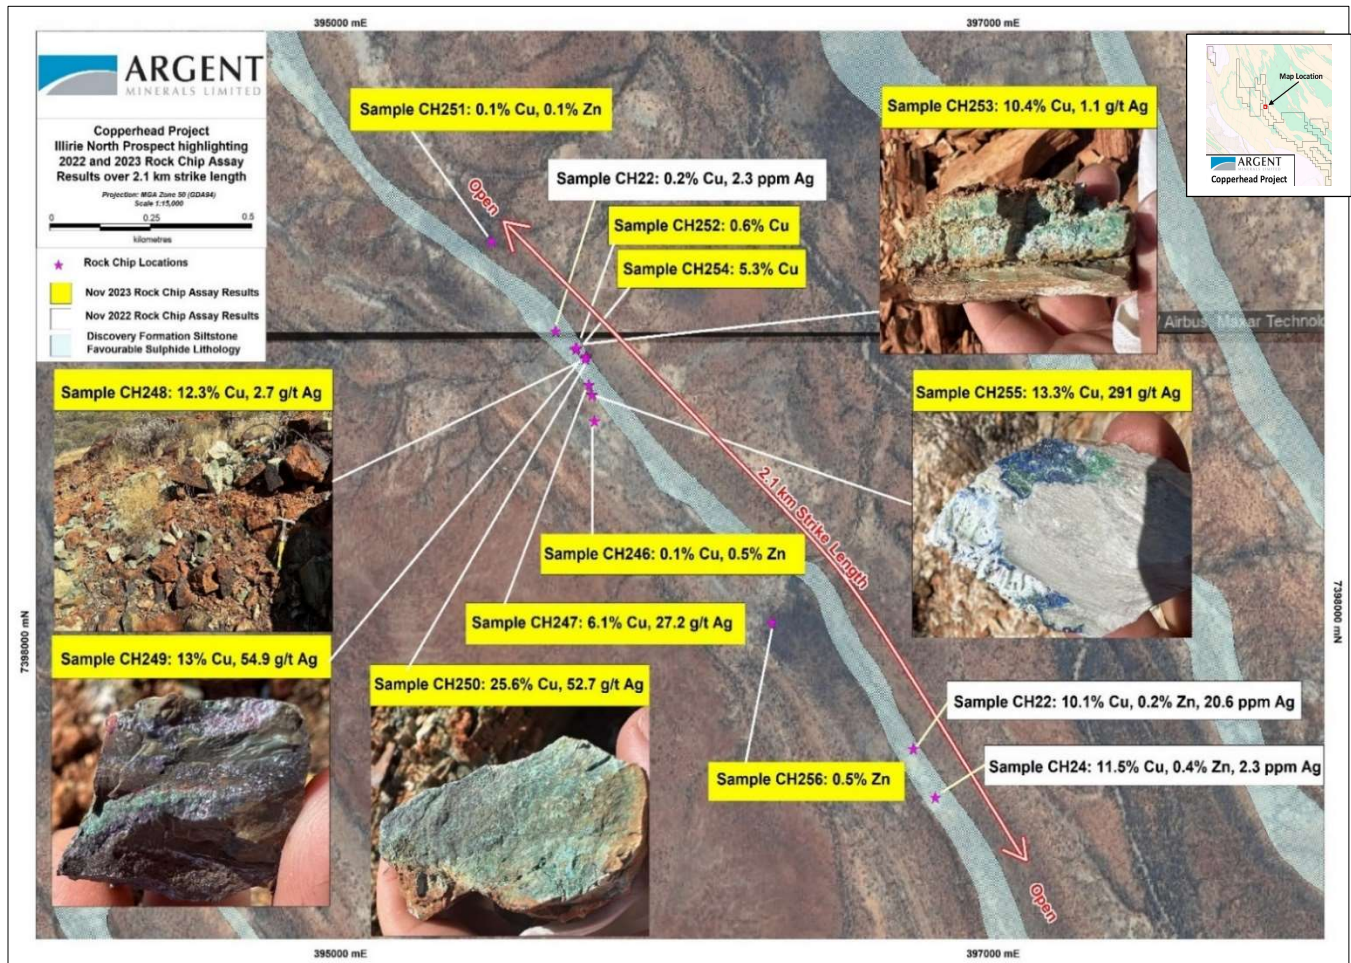 395000 mE
397000 mE
ARGENT
MINERALS LIMITED
Copperhead Project
Illirie North Prospect highlighting
2022 and 2023 Rock Chip Assay
Results over 2.1 km strike length
Projection: MGA Zone 50 (GDA94)
Scale 1:15,000
0 0.25 0.5
kilometres
Rock Chip Locations
Nov 2023 Rock Chip Assay Results
Nov 2022 Rock Chip Assay Results
Discovery Formation Siltstone
Favourable Sulphide Lithology
Map Location
ARGENT
Copperhead Project
Sample CH251: 0.1% Cu, 0.1% Zn
Sample CH253: 10.4% Cu, 1.1 g/t Ag
Open
Sample CH22: 0.2% Cu, 2.3 ppm Ag
Sample CH252: 0.6% Cu
Sample CH254: 5.3% Cu
/ Airbus, Maxar Technol
Sample CH248: 12.3% Cu, 2.7 g/t Ag
Sample CH255: 13.3% Cu, 291 g/t Ag
2.1 km Strike Length
Sample CH246: 0.1% Cu, 0.5% Zn
Sample CH247: 6.1% Cu, 27.2 g/t Ag
7398000 mN
7398000 mN
Sample CH249: 13% Cu, 54.9 g/t Ag
Sample CH250: 25.6% Cu, 52.7 g/t Ag
Sample CH22: 10.1% Cu, 0.2% Zn, 20.6 ppm Ag
Sample CH256: 0.5% Zn
Sample CH24: 11.5% Cu, 0.4% Zn, 2.3 ppm Ag
Open
395000 mE
397000 mE